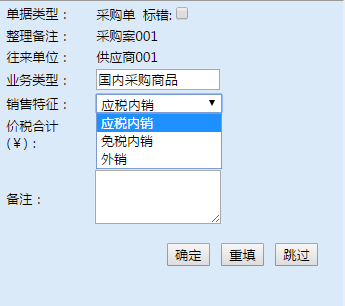 单据类型： 采购单 标错:
整理备注： 采购案001
往来单位： 供应商001
业务类型： 国内采购商品
销售特征： 应税内销
应税内销
免税内销
外销
价税合计
(￥)：
备注：
确定 重填 跳过